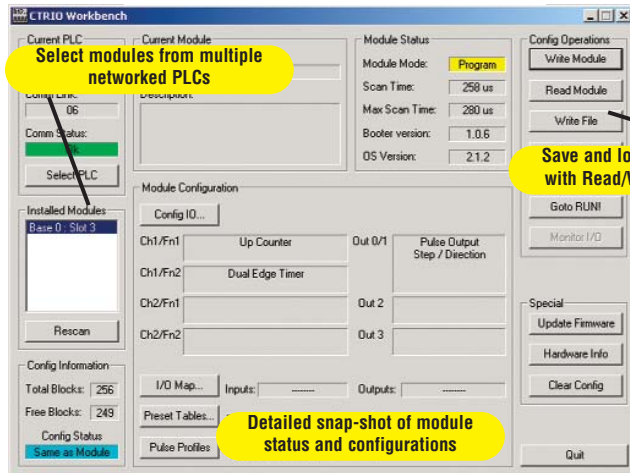 CTRIO Workbench
Current PLC
Current Module
Module Status
Config Operations
Select modules from multiple
networked PLCs
Module Mode: Program
Write Module
Scan Time: 258 us
Read Module
Comm Link:
Description:
06
Max Scan Time: 280 us
Write File
Comm Status:
Booter version: 1.0.6
Ok
OS Version: 2.1.2
Save and lo
with Read/
Select PLC
Module Configuration
Installed Modules
Config IO...
Goto RUN!
Base 0 : Slot 3
Ch1/Fn1 Up Counter Out 0/1 Pulse Output
Step / Direction
Monitor I/O
Ch1/Fn2 Dual Edge Timer
Ch2/Fn1 Out 2
Special
Rescan
Ch2/Fn2 Out 3
Update Firmware
Hardware Info
Config Information
Total Blocks: 256
I/O Map... Inputs: -------- Outputs: --------
Clear Config
Free Blocks: 249
Preset Tables...
Detailed snap-shot of module
status and configurations
Config Status
Same as Module
Pulse Profiles
Quit